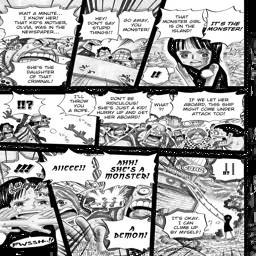 WAIT A MINUTE...
I KNOW HER!
THAT KID'S MOTHER,
OLVIA, WAS IN THE
NEWSPAPER...
SHE'S THE
DAUGHTER
OF THAT
CRIMINAL!
HEY!
DON'T SAY
STUPID
THINGS!!
GO AWAY,
YOU
MONSTER!
THAT
MONSTER GIRL
IS ON THE
ISLAND!
IT'S THE
MONSTER!
!!
!!?
I'LL
THROW
YOU
A ROPE...
DON'T BE
RIDICULOUS!
SHE'S JUST A KID!
HURRY UP AND GET
HER ABOARD!
WHAT
?!
IF WE LET HER
ABOARD, THIS SHIP
MIGHT COME
UNDER ATTACK
TOO!
!!!
FWSSH..!!
AIIEEE!!
AHH!
SHE'S A
MONSTER!
A
DEMON!
..!
IT'S OKAY.
I CAN
CLIMB UP
BY MYSELF!